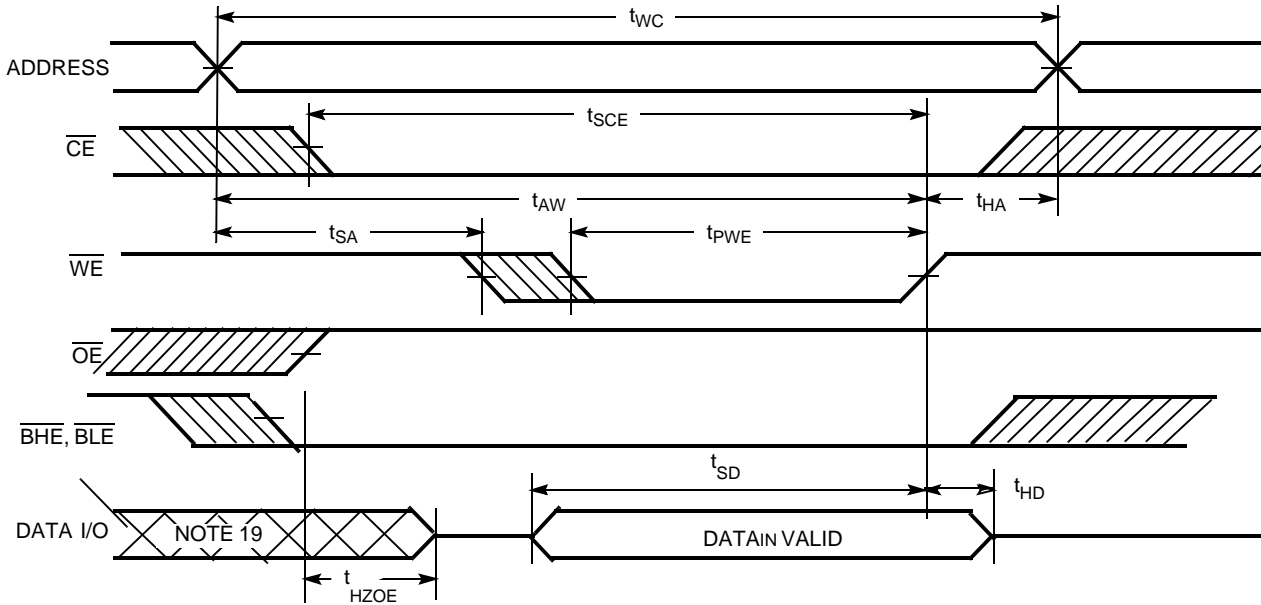 tWC
ADDRESS
tSCE
CE
tAW
tHA
tSA
tPWE
WE
OE
BHE, BLE
tSD
tHD
DATA I/O
NOTE 19
DATAIN VALID
tHZOE